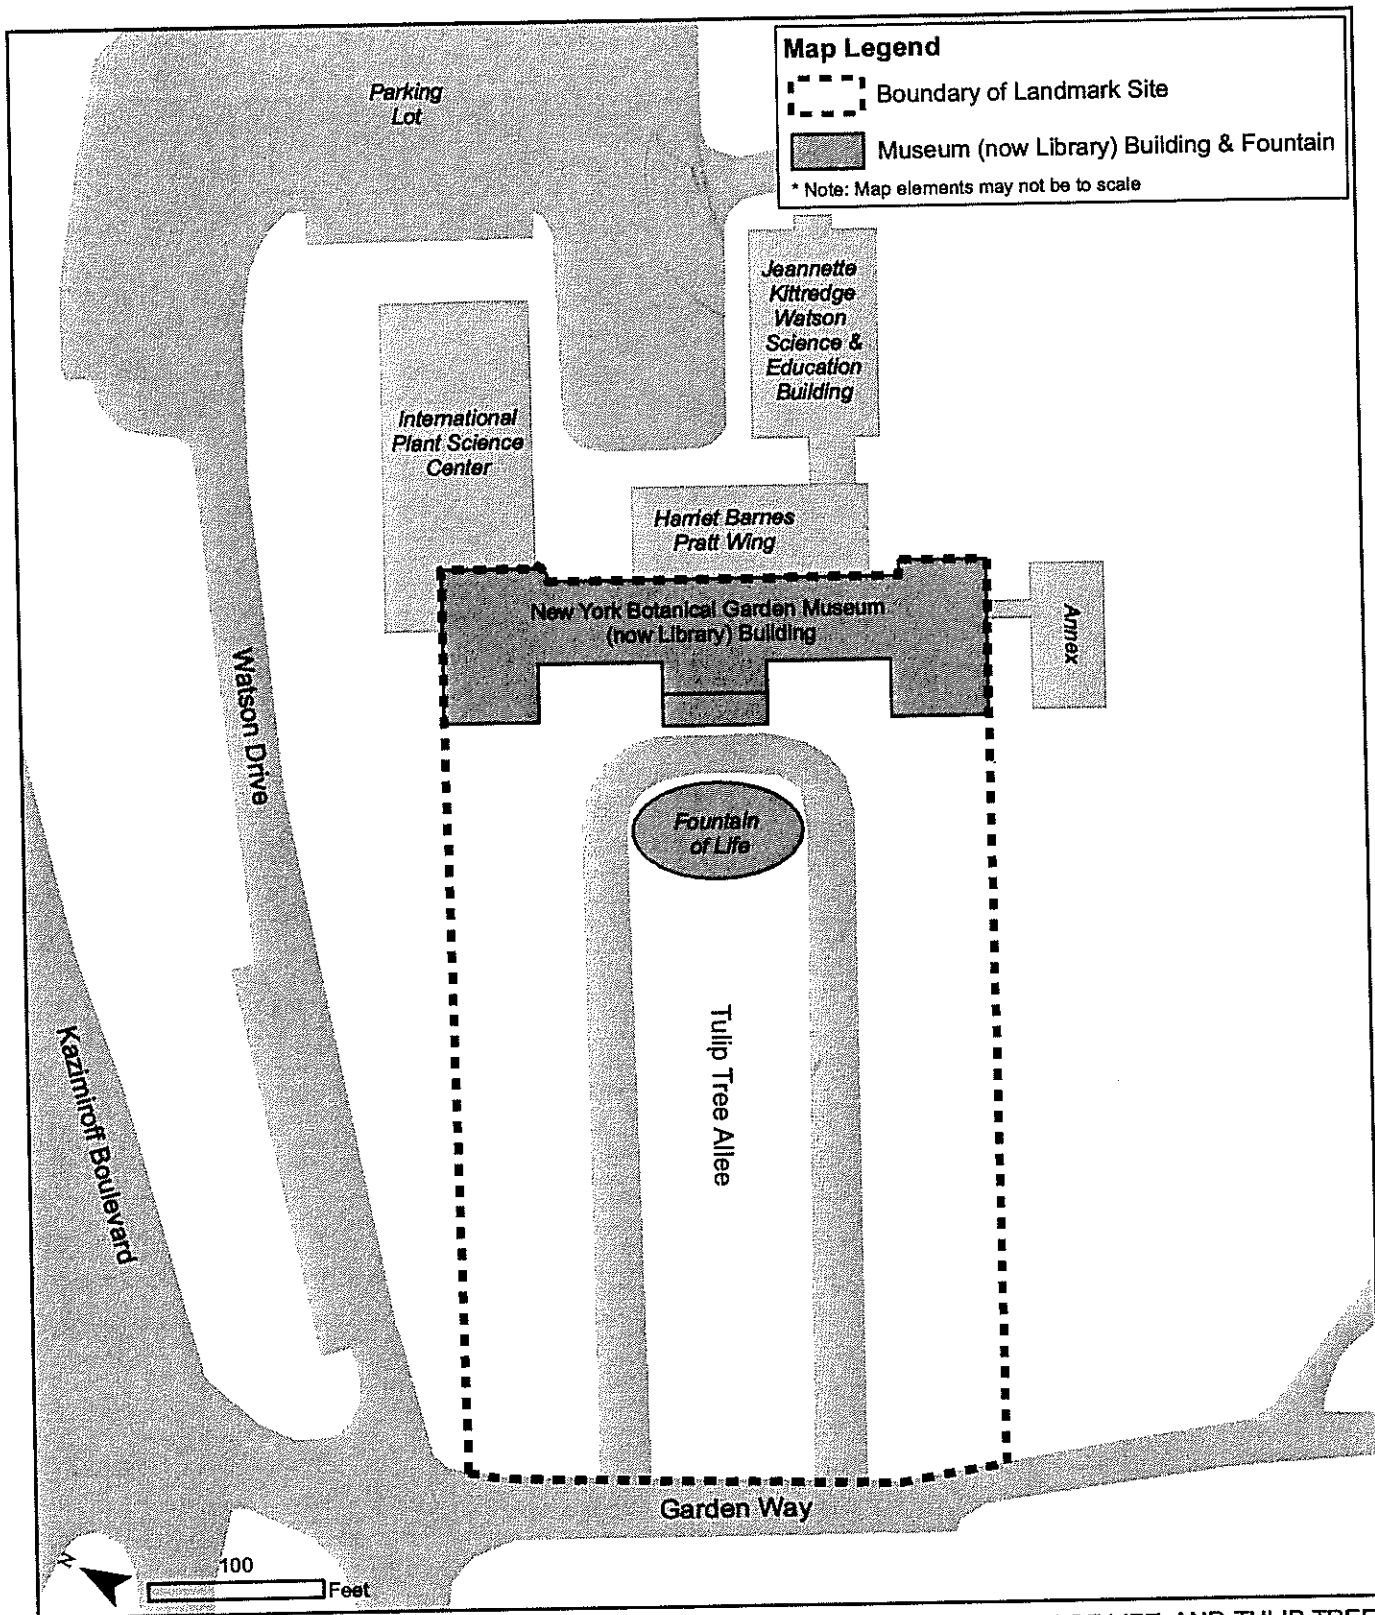 Map Legend
Boundary of Landmark Site
Museum (now Library) Building & Fountain
* Note: Map elements may not be to scale
Parking
Lot
Jeannette
Kittredge
Watson
Science &
Education
Building
International
Plant Science
Center
Harriet Barnes
Pratt Wing
New York Botanical Garden Museum
(now Library) Building
Annex
Watson Drive
Fountain
of Life
Tulip Tree Allee
Kazimiroff Boulevard
Garden Way
N
100
Feet
AND TULIP TREE